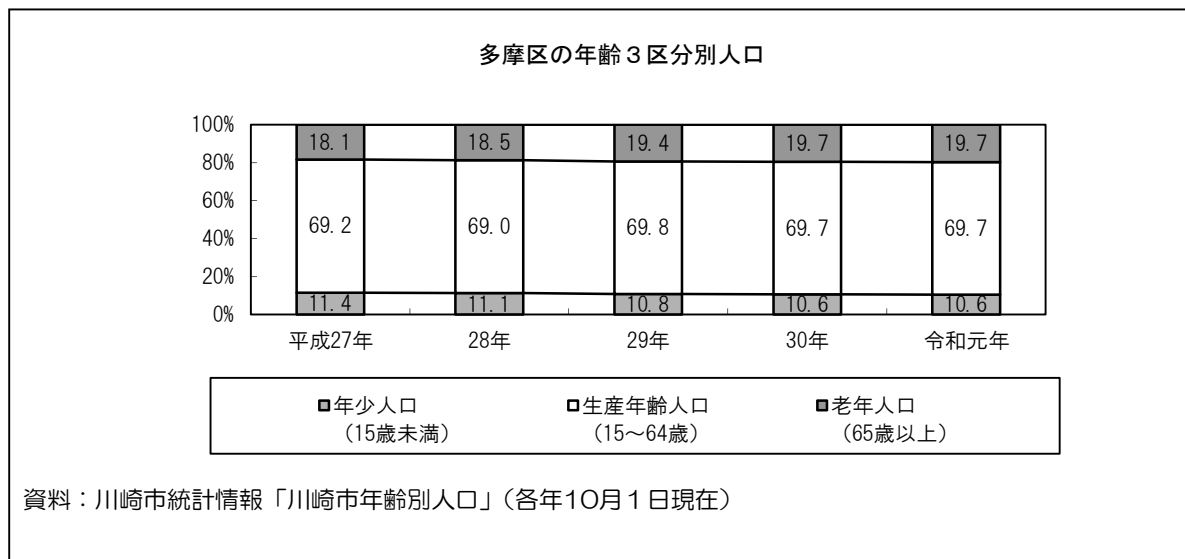 多摩区の年齢３区分別人口
100%
80%
60%
40%
20%
0%
18.1 18.5 19.4 19.7 19.7
69.2 69.0 69.8 69.7 69.7
11.4 11.1 10.8 10.6 10.6
平成27年 28年 29年 30年 令和元年
年少人口 生産年齢人口 老年人口
（15歳未満） （15～64歳） （65歳以上）
資料：川崎市統計情報「川崎市年齢別人口」（各年10月１日現在）